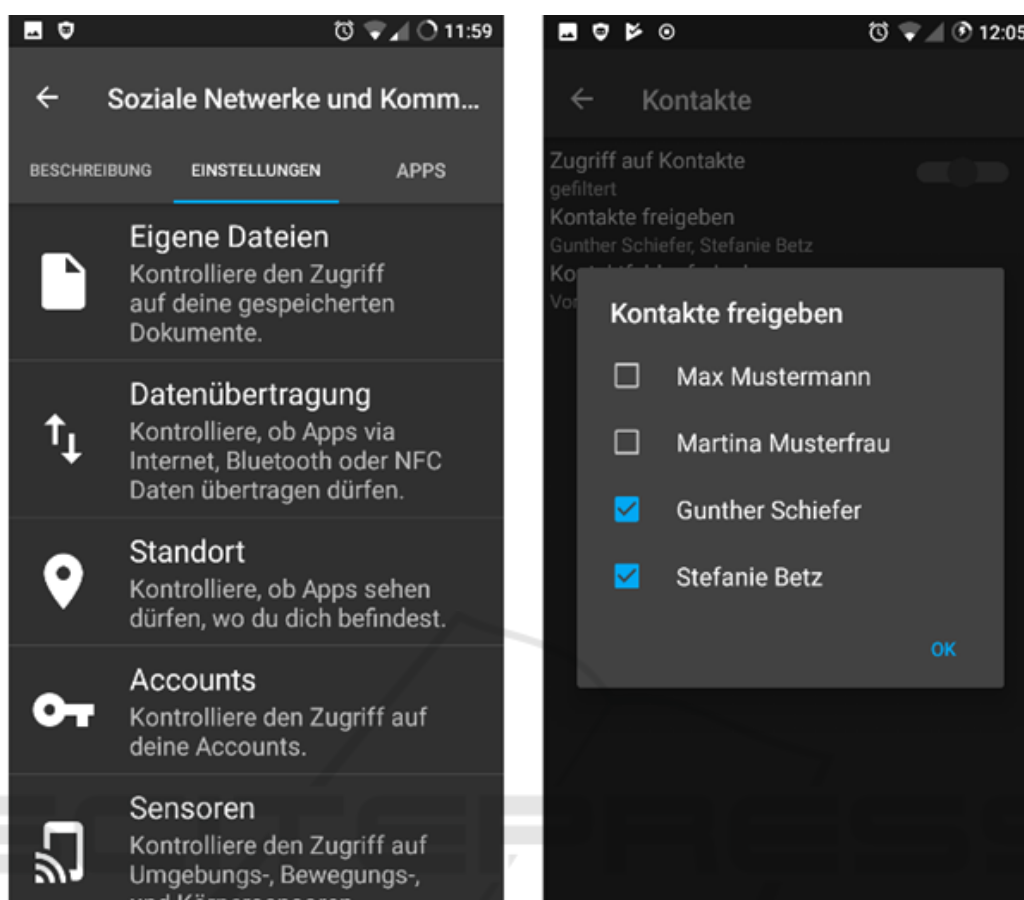 11:59
Soziale Netwerke und Komm...
BESCHREIBUNG EINSTELLUNGEN APPS
Eigene Dateien
Kontrolliere den Zugriff
auf deine gespeicherten
Dokumente.
Datenübertragung
Kontrolliere, ob Apps via
Internet, Bluetooth oder NFC
Daten übertragen dürfen.
Standort
Kontrolliere, ob Apps sehen
dürfen, wo du dich befindest.
Accounts
Kontrolliere den Zugriff auf
deine Accounts.
Sensoren
Kontrolliere den Zugriff auf
Umgebungs-, Bewegungs-,
12:05
Kontakte
Zugriff auf Kontakte
gefiltert
Kontakte freigeben
Gunther Schiefer, Stefanie Betz
Kontakte freigeben
Max Mustermann
Martina Musterfrau
Gunther Schiefer
Stefanie Betz
OK